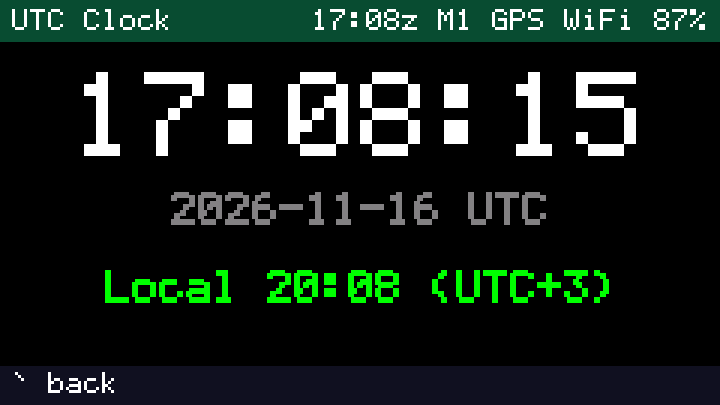 UTC Clock 17:08z M1 GPS WiFi 87%
17:08:15
2026-11-16 UTC
Local 20:08 (UTC+3)
` back